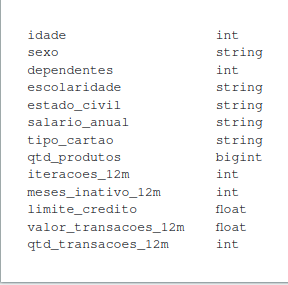 idade int
sexo string
dependentes int
escolaridade string
estado_civil string
salario_anual string
tipo_cartao string
qtd_produtos bigint
iteracoes_12m int
meses_inativo_12m int
limite_credito float
valor_transacoes_12m float
qtd_transacoes_12m int